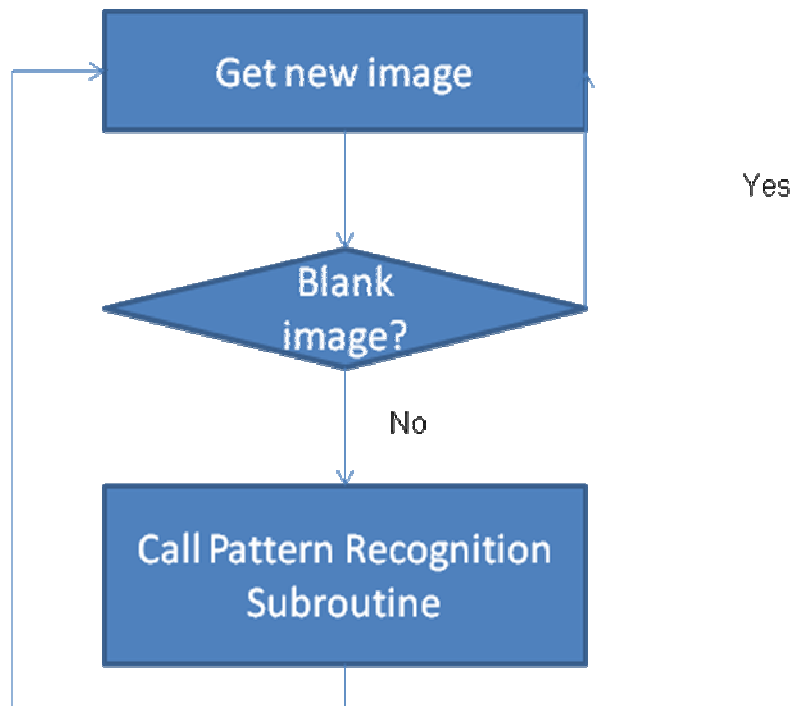 Get new image
Yes
Blank
image?
No
Call Pattern Recognition
Subroutine